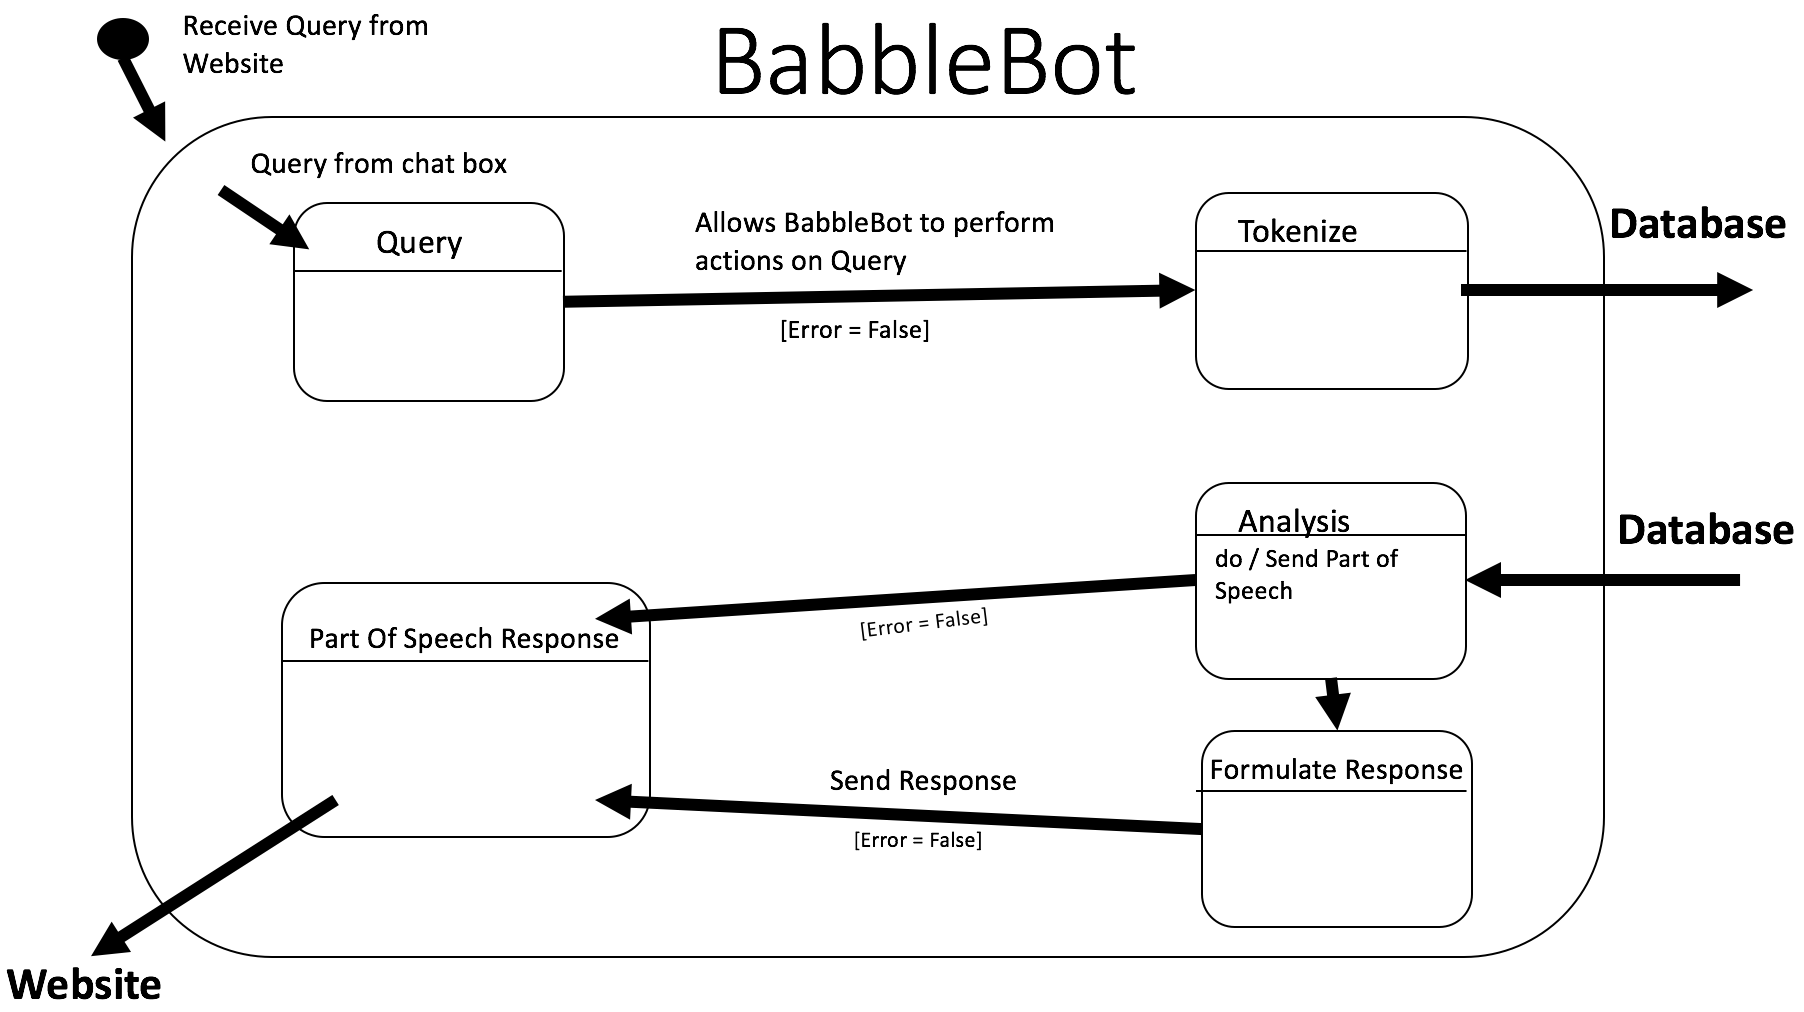 Receive Query from
Website
BabbleBot
Query from chat box
Query
Allows BabbleBot to perform
actions on Query
[Error = False]
Tokenize
Database
Analysis
do / Send Part of
Speech
Database
Part Of Speech Response
[Error = False]
Formulate Response
Send Response
[Error = False]
Website